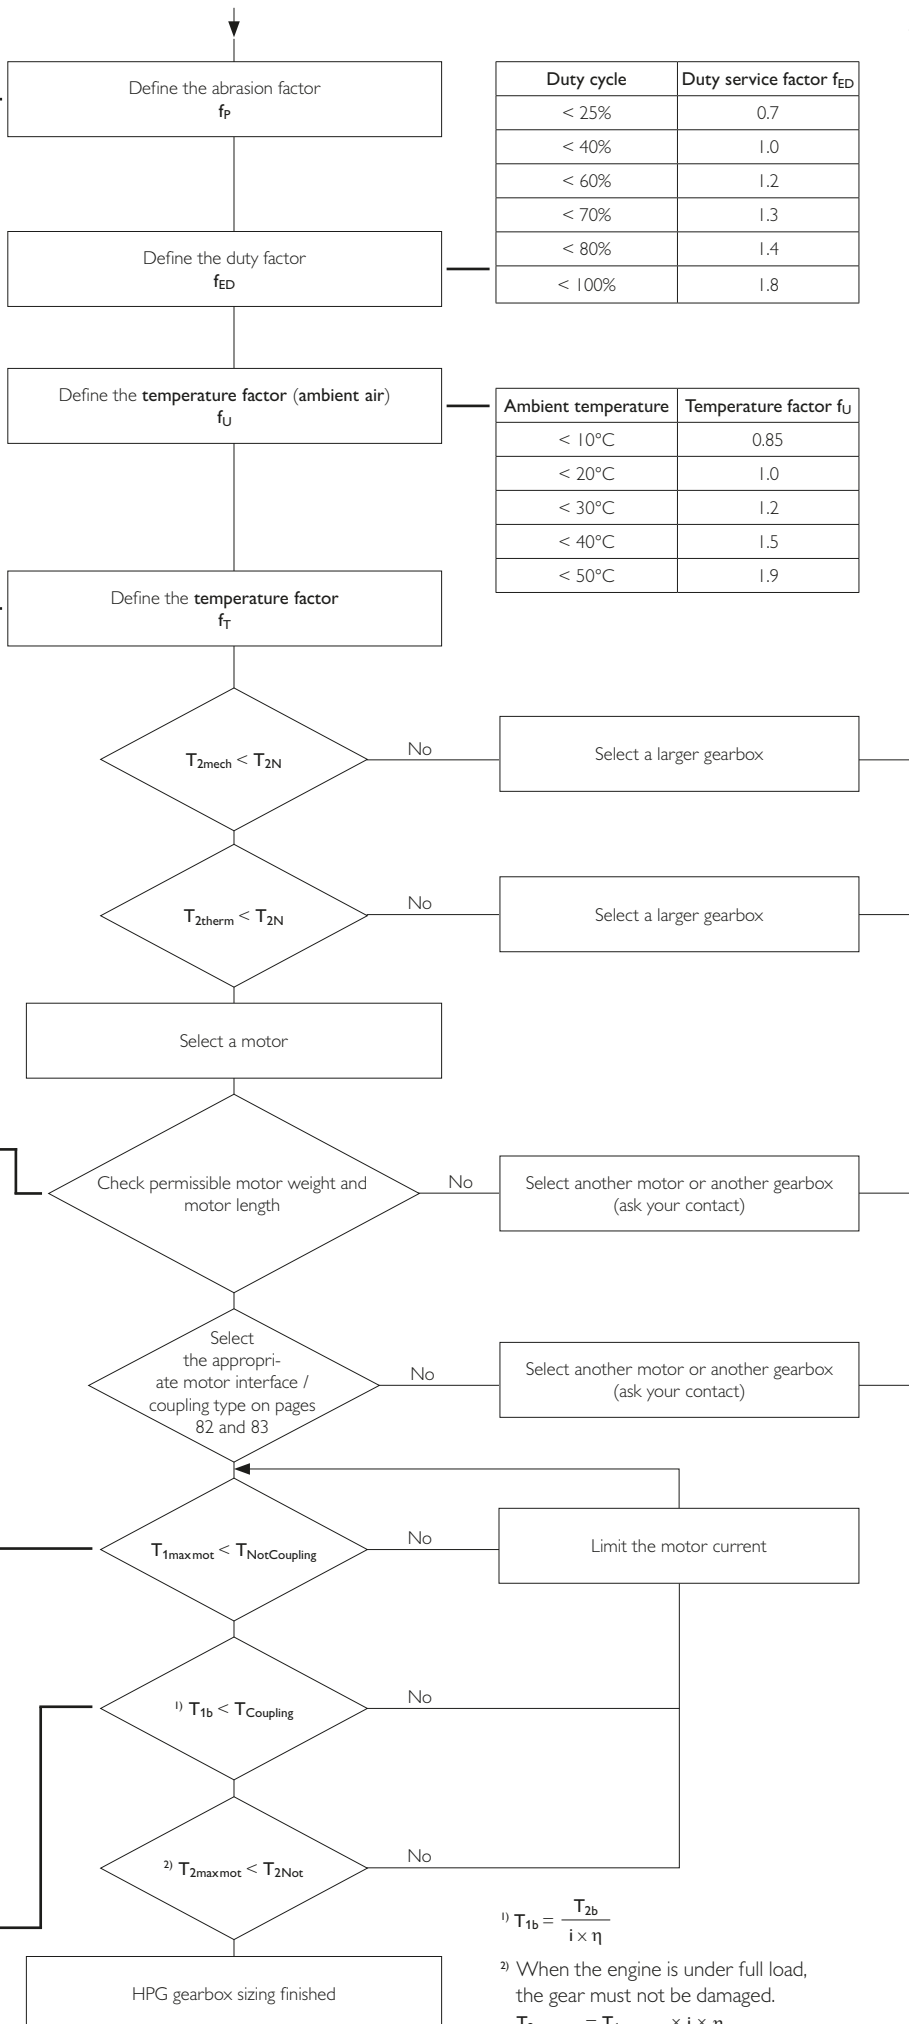 Define the abrasion factor
fP
Duty cycle Duty service factor fED
< 25% 0.7
< 40% 1.0
< 60% 1.2
< 70% 1.3
< 80% 1.4
< 100% 1.8
Define the duty factor
fED
Define the temperature factor (ambient air)
fU
Ambient temperature Temperature factor fU
< 10°C 0.85
< 20°C 1.0
< 30°C 1.2
< 40°C 1.5
< 50°C 1.9
Define the temperature factor
fT
T2mech < T2N
No
Select a larger gearbox
T2therm < T2N
No
Select a larger gearbox
Select a motor
Check permissible motor weight and
motor length
No
Select another motor or another gearbox
(ask your contact)
Select
the appropri-
ate motor interface /
coupling type on pages
82 and 83
No
Select another motor or another gearbox
(ask your contact)
T1maxmot < TNotCoupling
No
Limit the motor current
1) T1b < TCoupling
No
2) T2maxmot < T2Not
No
1) T1b = T2b
i × η
2) When the engine is under full load,
the gear must not be damaged.
HPG gearbox sizing finished
× i × η